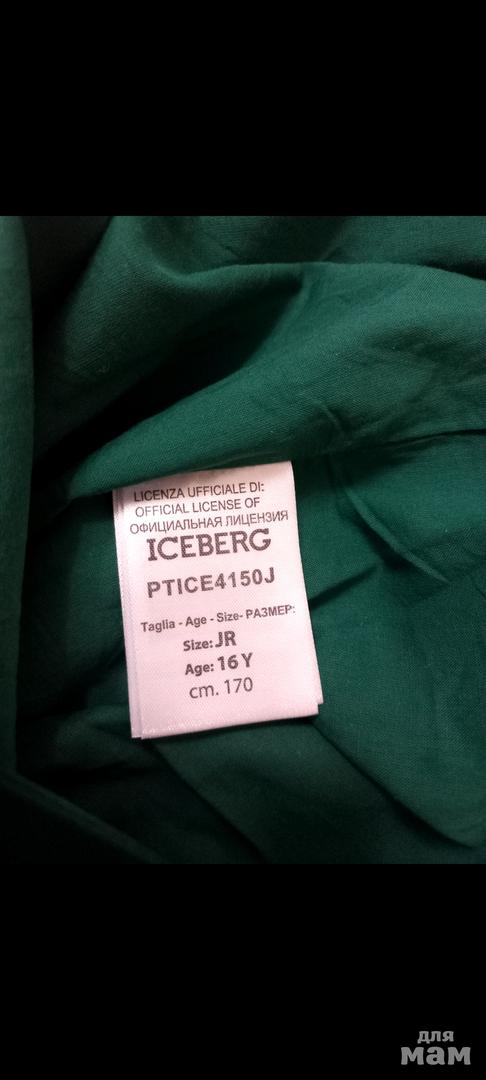 LICENZA UFFICIALE DI:
OFFICIAL LICENSE OF
ОФИЦИАЛЬНАЯ ЛИЦЕНЗИЯ
ICEBERG
PTICE4150J
Taglia - Age - Size- РАЗМЕР:
Size: JR
Age: 16 Y
cm. 170
для
мам